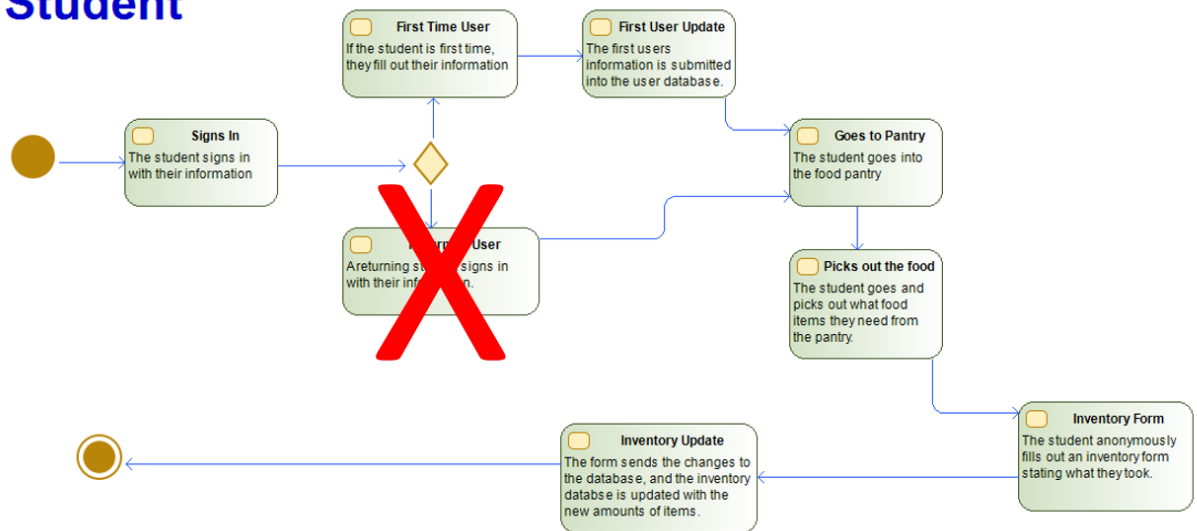 Student
First Time User
If the student is first time,
they fill out their information
First User Update
The first users
information is submitted
into the user database.
Signs In
The student signs in
with their information
Goes to Pantry
The student goes into
the food pantry
User
A returning signs in
with their
Picks out the food
The student goes and
picks out what food
items they need from
the pantry.
Inventory Form
The student anonymously
fills out an inventory form
stating what they took.
Inventory Update
The form sends the changes to
the database, and the inventory
databse is updated with the
new amounts of items.